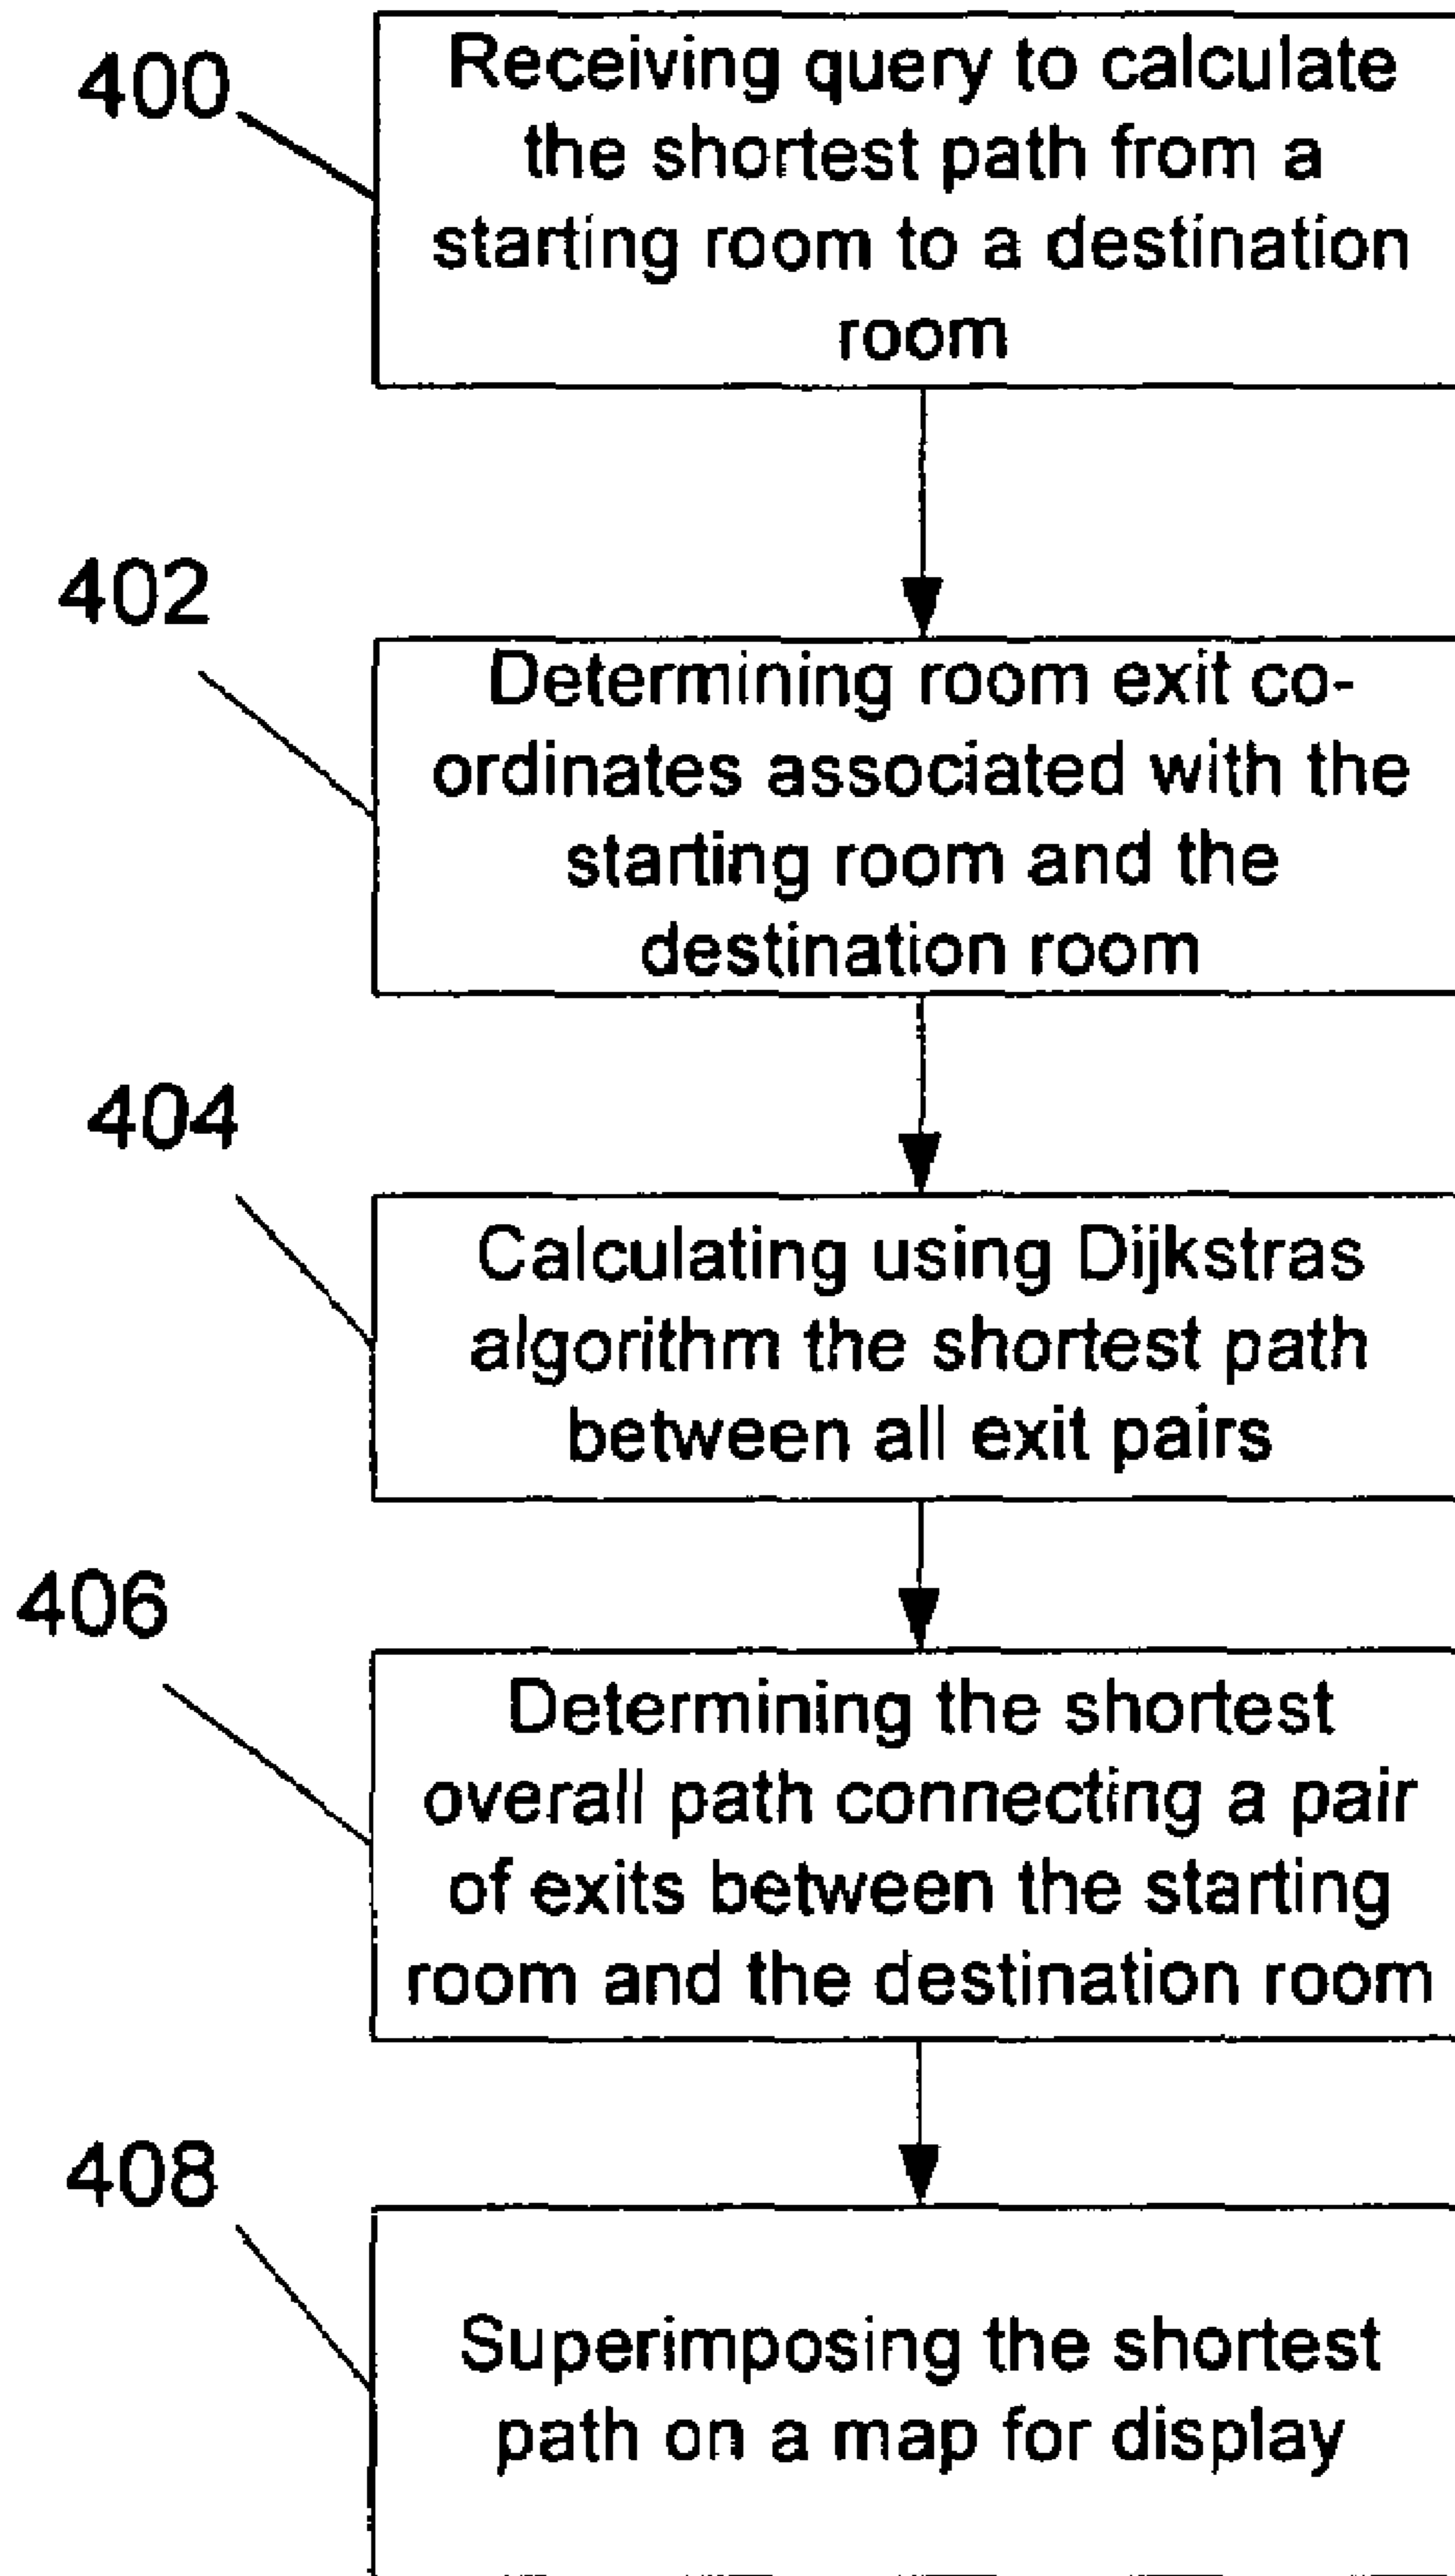 400
Receiving query to calculate
the shortest path from a
starting room to a destination
room
402
Determining room exit co-
ordinates associated with the
starting room and the
destination room
404
Calculating using Dijkstras
algorithm the shortest path
between all exit pairs
406
Determining the shortest
overall path connecting a pair
of exits between the starting
room and the destination room
408
Superimposing the shortest
path on a map for display